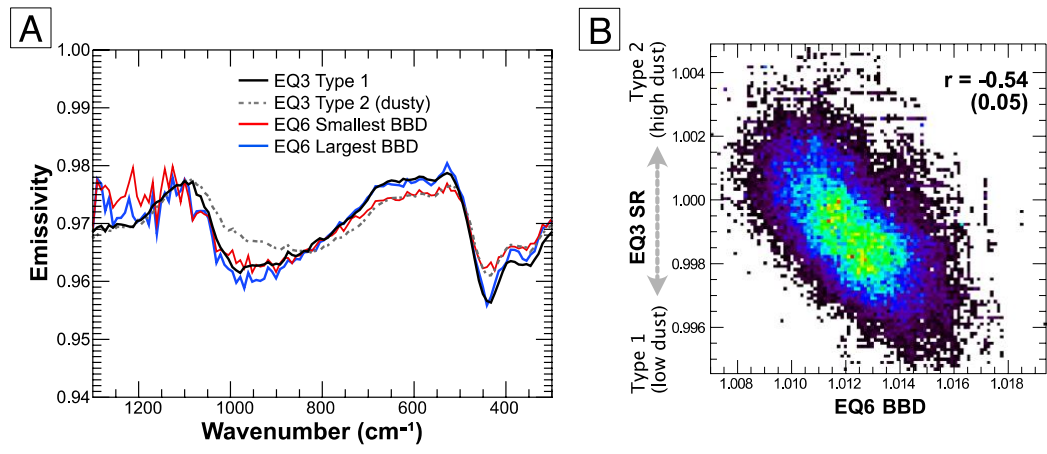 A
1.00
0.99
0.98
0.97
0.96
0.95
0.94
Emissivity
EQ3 Type 1
EQ3 Type 2 (dusty)
EQ6 Smallest BBD
EQ6 Largest BBD
1200 1000 800 600 400
Wavenumber (cm⁻¹)
B
Type 2
(high dust)
EQ3 SR
Type 1
(low dust)
1.004
1.002
1.000
0.998
0.996
r = -0.54
(0.05)
1.008 1.010 1.012 1.014 1.016 1.018
EQ6 BBD